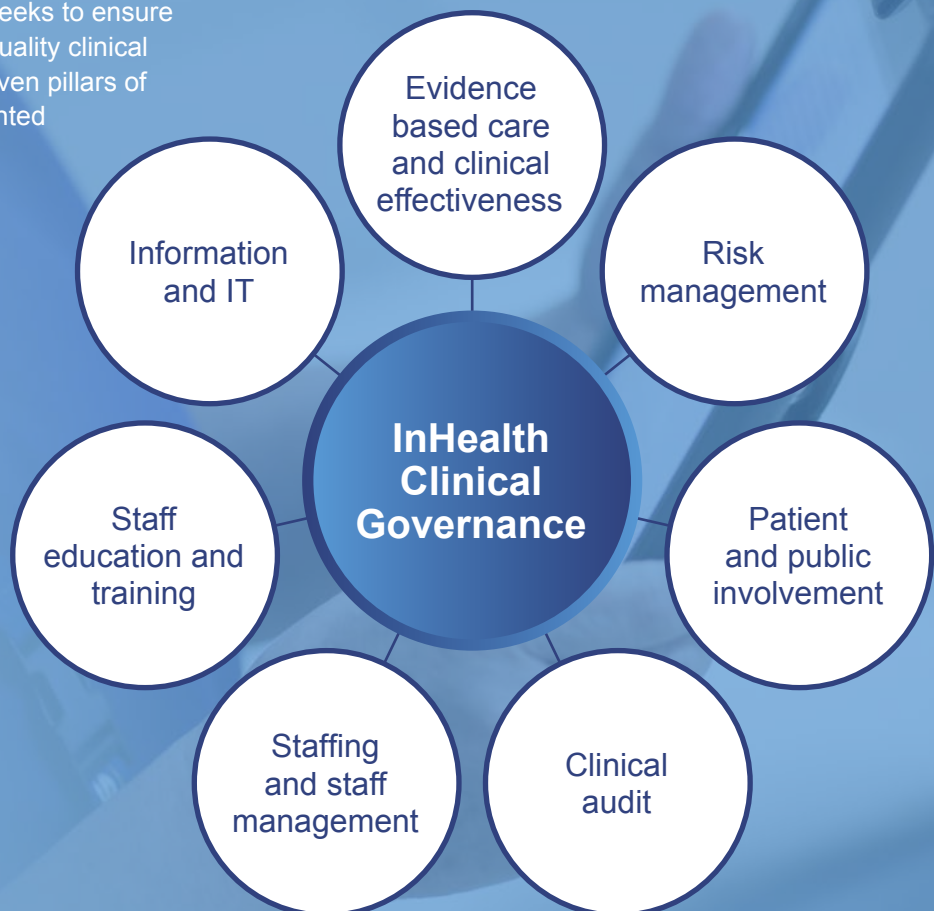 eeks to ensure
uality clinical
ven pillars of
nted
Evidence
based care
and clinical
effectiveness
Information
and IT
Risk
management
InHealth
Clinical
Governance
Staff
education and
training
Patient
and public
involvement
Staffing
and staff
management
Clinical
audit